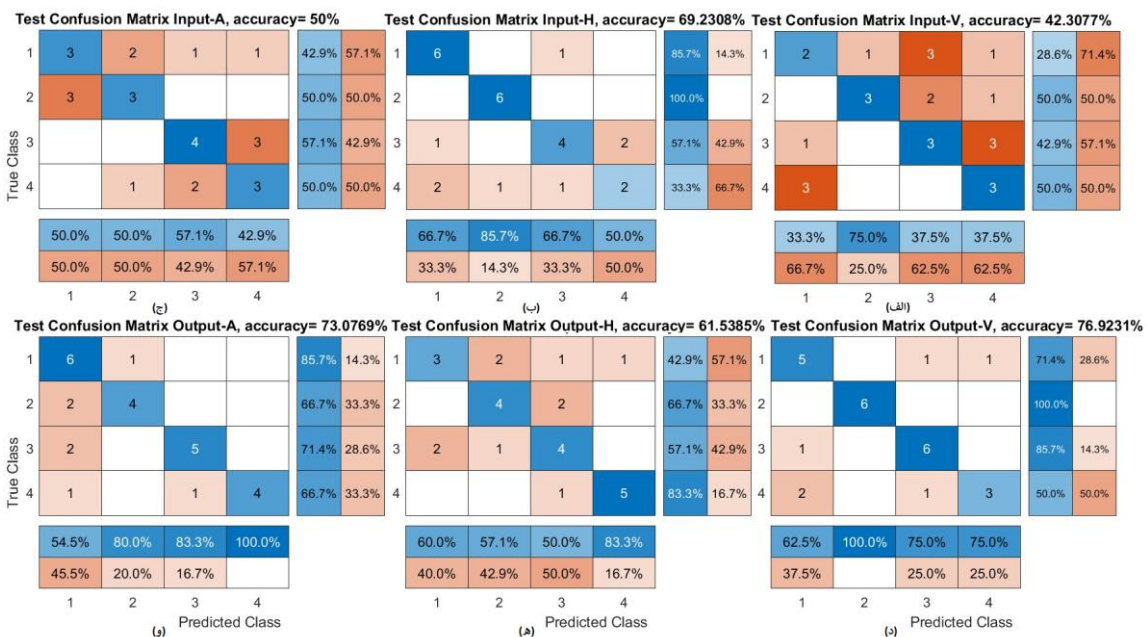 Test Confusion Matrix Input-A, accuracy= 50%
Test Confusion Matrix Input-H, accuracy= 69.2308%
Test Confusion Matrix Input-V, accuracy= 42.3077%
True Class
1 3 2 1 1 42.9% 57.1%
2 3 3 50.0% 50.0%
3 4 3 57.1% 42.9%
4 1 2 3 50.0% 50.0%
50.0% 50.0% 57.1% 42.9%
50.0% 50.0% 42.9% 57.1%
1 2 3 4
(ج)
1 6 1 85.7% 14.3%
2 6 100.0%
3 1 4 2 57.1% 42.9%
4 2 1 1 2 33.3% 66.7%
66.7% 85.7% 66.7% 50.0%
33.3% 14.3% 33.3% 50.0%
1 2 3 4
(ب)
1 2 1 3 1 28.6% 71.4%
2 3 2 1 50.0% 50.0%
3 1 3 3 42.9% 57.1%
4 3 3 50.0% 50.0%
33.3% 75.0% 37.5% 37.5%
66.7% 25.0% 62.5% 62.5%
1 2 3 4
(الف)
Test Confusion Matrix Output-A, accuracy= 73.0769%
Test Confusion Matrix Output-H, accuracy= 61.5385%
Test Confusion Matrix Output-V, accuracy= 76.9231%
True Class
1 6 1 85.7% 14.3%
2 2 4 66.7% 33.3%
3 2 5 71.4% 28.6%
4 1 1 4 66.7% 33.3%
54.5% 80.0% 83.3% 100.0%
45.5% 20.0% 16.7%
1 2 3 4
Predicted Class
(و)
1 3 2 1 1 42.9% 57.1%
2 4 2 66.7% 33.3%
3 2 1 4 57.1% 42.9%
4 1 5 83.3% 16.7%
60.0% 57.1% 50.0% 83.3%
40.0% 42.9% 50.0% 16.7%
1 2 3 4
Predicted Class
(ه)
1 5 1 1 71.4% 28.6%
2 6 100.0%
3 1 6 85.7% 14.3%
4 2 1 3 50.0% 50.0%
62.5% 100.0% 75.0% 75.0%
37.5% 25.0% 25.0%
1 2 3 4
Predicted Class
(د)